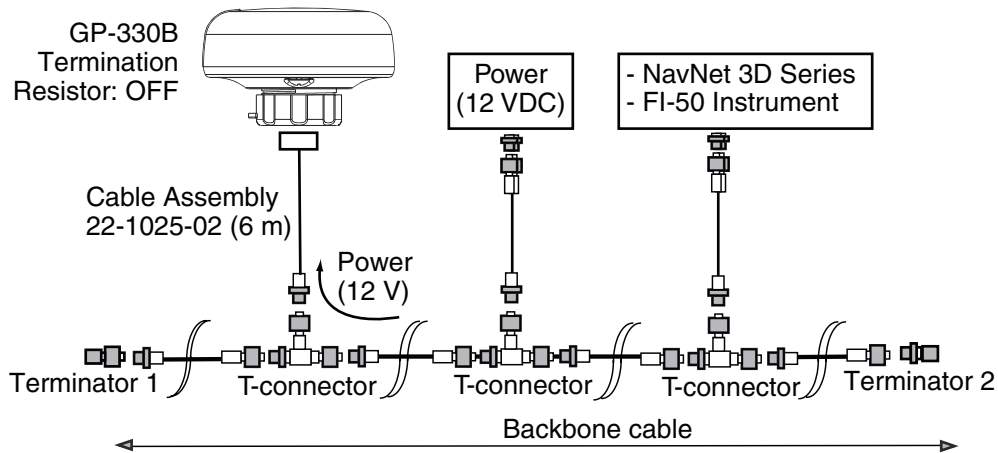 GP-330B
Termination
Resistor: OFF
Power
(12 VDC)
- NavNet 3D Series
- FI-50 Instrument
Cable Assembly
22-1025-02 (6 m)
Power
(12 V)
Terminator 1
T-connector
T-connector
T-connector
Terminator 2
Backbone cable